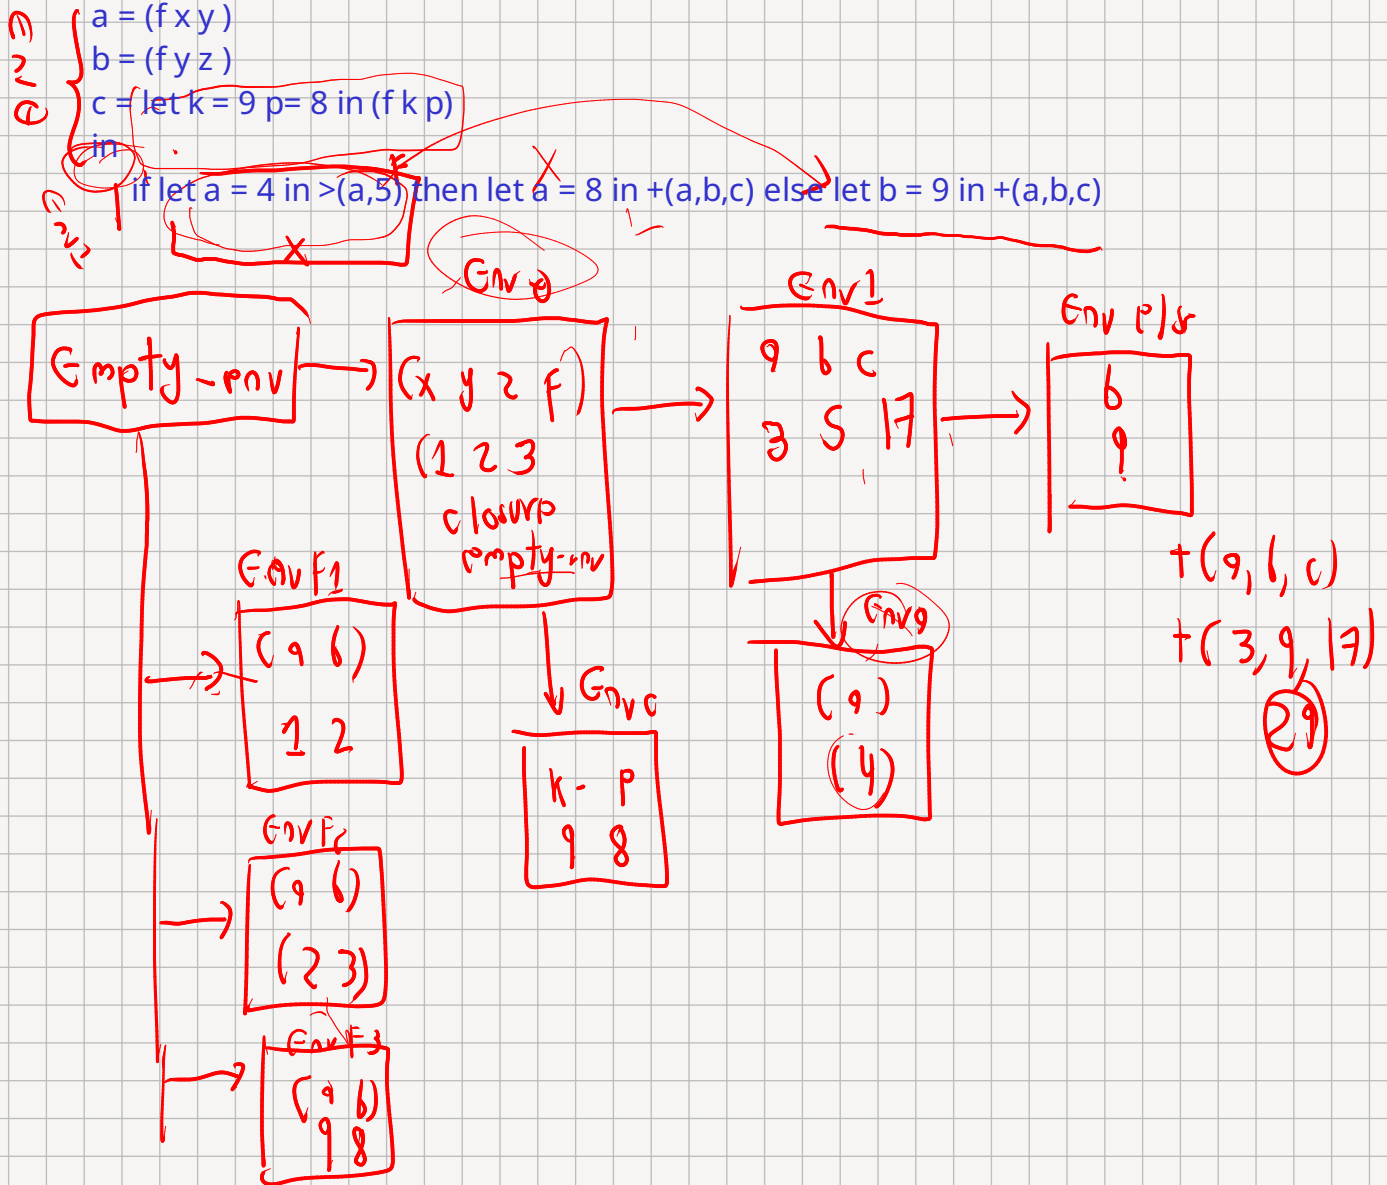 a = (f x y )
b = (f y z )
c = let k = 9 p= 8 in (f k p)
in
if let a = 4 in >(a,5) then let a = 8 in +(a,b,c) else let b = 9 in +(a,b,c)
Env 0
Env1
Empty-env
(x y z F)
(1 2 3
closure
empty-env
a b c
3 5 17
b
9
+(a, b, c)
+(3, 9, 17)
29
Env F1
(a b)
1 2
Env a
(a)
(4)
Env c
k - p
9 8
Env F2
(a b)
(2 3)
Env F3
(a b)
9 8